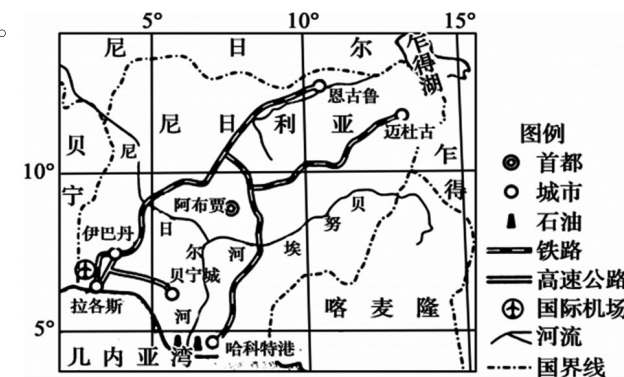 5° 10° 15°
尼 日 尔
乍得湖
恩古鲁
尼 日 利 亚
迈杜古
贝宁
尼
乍得
10°
阿布贾
贝
努
埃
河
尔
日
伊巴丹
贝宁城
拉各斯
河
喀 麦 隆
5°
哈科特港
几 内 亚 湾
图例
首都
城市
石油
铁路
高速公路
国际机场
河流
国界线